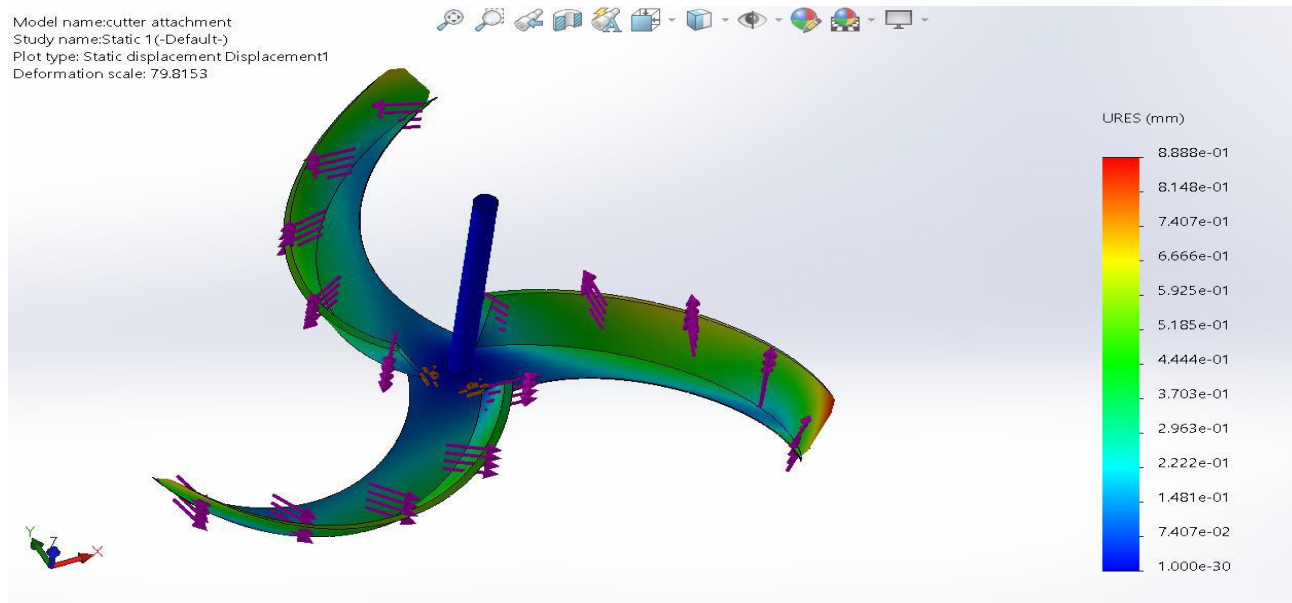 Model name:cutter attachment
Study name:Static 1(-Default-)
Plot type: Static displacement Displacement1
Deformation scale: 79.8153
URES (mm)
8.888e-01
8.148e-01
7.407e-01
6.666e-01
5.925e-01
5.185e-01
4.444e-01
3.703e-01
2.963e-01
2.222e-01
1.481e-01
7.407e-02
1.000e-30
Y
Z
X